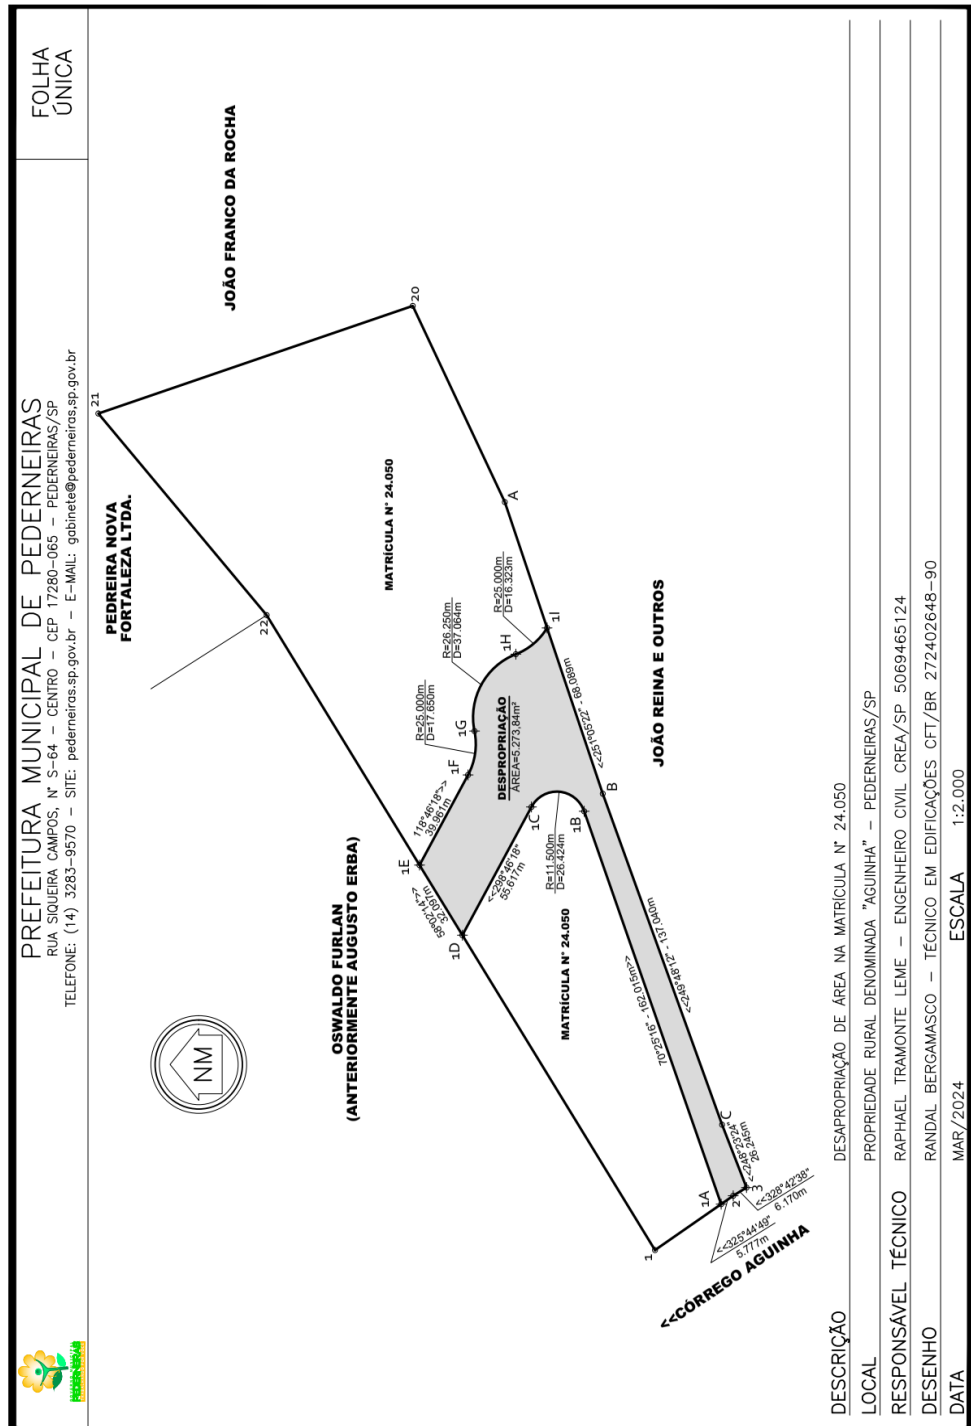 PREFEITURA MUNICIPAL DE PEDERNEIRAS
RUA SIQUEIRA CAMPOS, N° S-64 - CENTRO - CEP 17280-065 - PEDERNEIRAS/SP
TELEFONE: (14) 3283-9570 - SITE: pederneiras.sp.gov.br - E-MAIL: gabinete@pederneiras,sp.gov.br
FOLHA
ÚNICA
PEDERNEIRAS
NM
PEDREIRA NOVA
FORTALEZA LTDA.
JOÃO FRANCO DA ROCHA
OSWALDO FURLAN
(ANTERIORMENTE AUGUSTO ERBA)
21
22
20
MATRÍCULA N° 24.050
A
1I
1H
R=25.000m
D=16.323m
R=26.250m
D=37.064m
R=25.000m
D=17.650m
1G
1F
118°46'18">>
39.961m
1E
58°02'14">>
32.097m
1D
<<298°46'18"
55.617m
DESPROPRIAÇÃO
ÁREA=5.273,84m²
1C
R=11.500m
D=26.424m
1B
B
<<251°05'22" - 68.089m
MATRÍCULA N° 24.050
70°25'16" - 162.015m>>
<<249°48'12" - 137.040m
JOÃO REINA E OUTROS
C
<<248°23'24"
26.245m
1A
2
3
1
<<325°44'49"
5.777m
<<328°42'38"
6.170m
<<CÓRREGO AGUINHA
DESCRIÇÃO DESAPROPRIAÇÃO DE ÁREA NA MATRÍCULA N° 24.050
LOCAL PROPRIEDADE RURAL DENOMINADA "AGUINHA" - PEDERNEIRAS/SP
RESPONSÁVEL TÉCNICO RAPHAEL TRAMONTE LEME - ENGENHEIRO CIVIL CREA/SP 5069465124
DESENHO RANDAL BERGAMASCO - TÉCNICO EM EDIFICAÇÕES CFT/BR 272402648-90
DATA MAR/2024 ESCALA 1:2.000